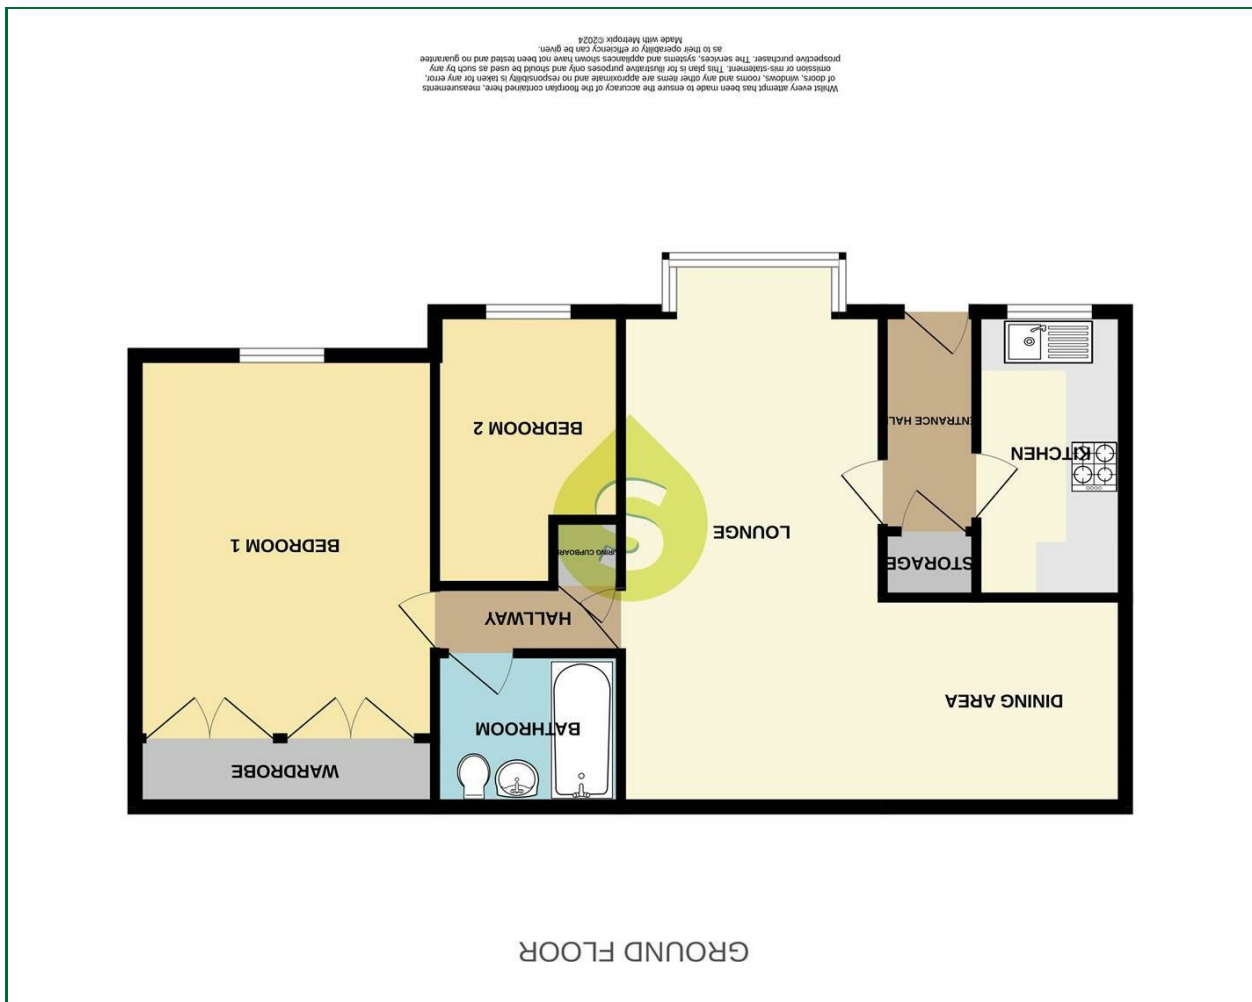 GROUND FLOOR
WARDROBE
BATHROOM
DINING AREA
HALLWAY
STORAGE
AIRING CUPBOARD
BEDROOM 1
LOUNGE
S
KITCHEN
BEDROOM 2
ENTRANCE HALL
Whilst every attempt has been made to ensure the accuracy of the floorplan contained here, measurements
of doors, windows, rooms and any other items are approximate and no responsibility is taken for any error,
omission or mis-statement. This plan is for illustrative purposes only and should be used as such by any
prospective purchaser. The services, systems and appliances shown have not been tested and no guarantee
as to their operability or efficiency can be given.
Made with Metropix ©2024